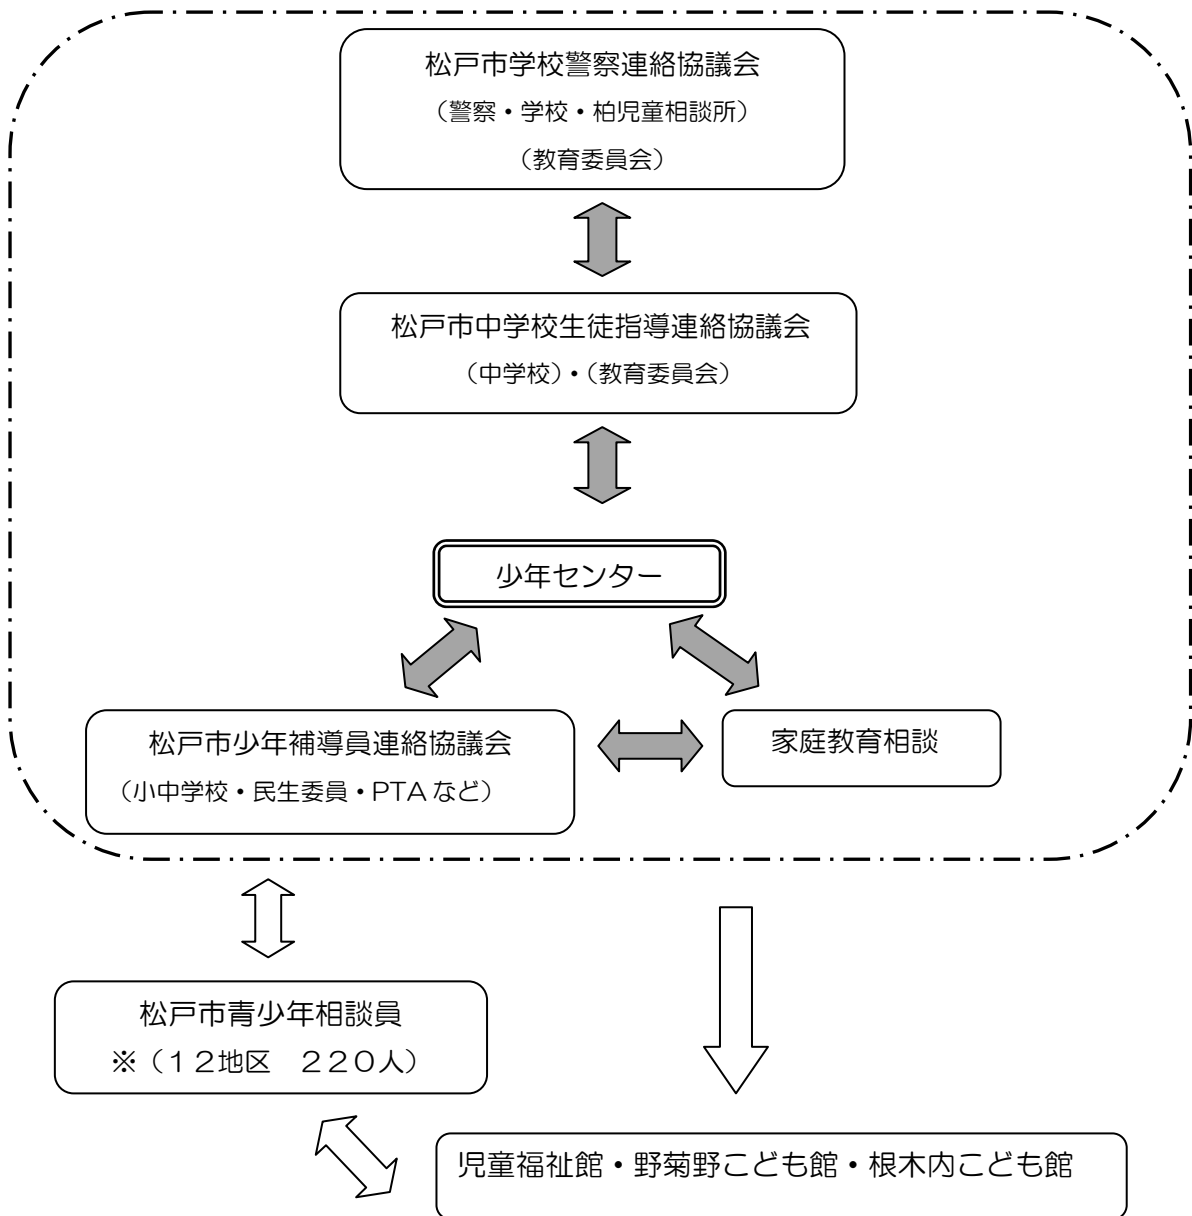 松戸市学校警察連絡協議会
（警察・学校・柏児童相談所）
（教育委員会）
松戸市中学校生徒指導連絡協議会
（中学校）・（教育委員会）
少年センター
松戸市少年補導員連絡協議会
（小中学校・民生委員・PTAなど）
家庭教育相談
松戸市青少年相談員
※（１２地区　２２０人）
児童福祉館・野菊野こども館・根木内こども館